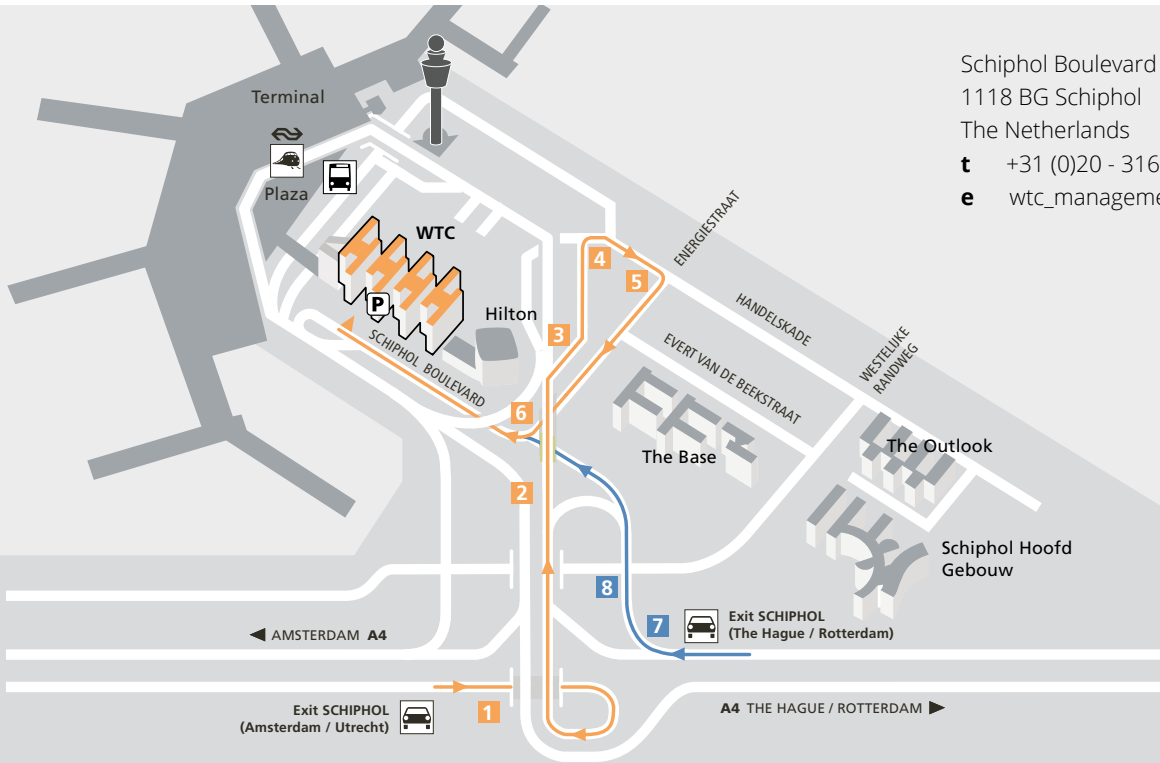 Schiphol Boulevard
1118 BG Schiphol
The Netherlands
t +31 (0)20 - 316
e wtc_manageme
Terminal
Plaza
WTC
P
Hilton
SCHIPHOL BOULEVARD
ENERGIESTRAAT
HANDELSKADE
EVERT VAN DE BEEKSTRAAT
WESTELIJKE
RANDWEG
4
5
3
6
2
The Base
The Outlook
Schiphol Hoofd
Gebouw
8
7
Exit SCHIPHOL
(The Hague / Rotterdam)
AMSTERDAM A4
1
Exit SCHIPHOL
(Amsterdam / Utrecht)
A4 THE HAGUE / ROTTERDAM